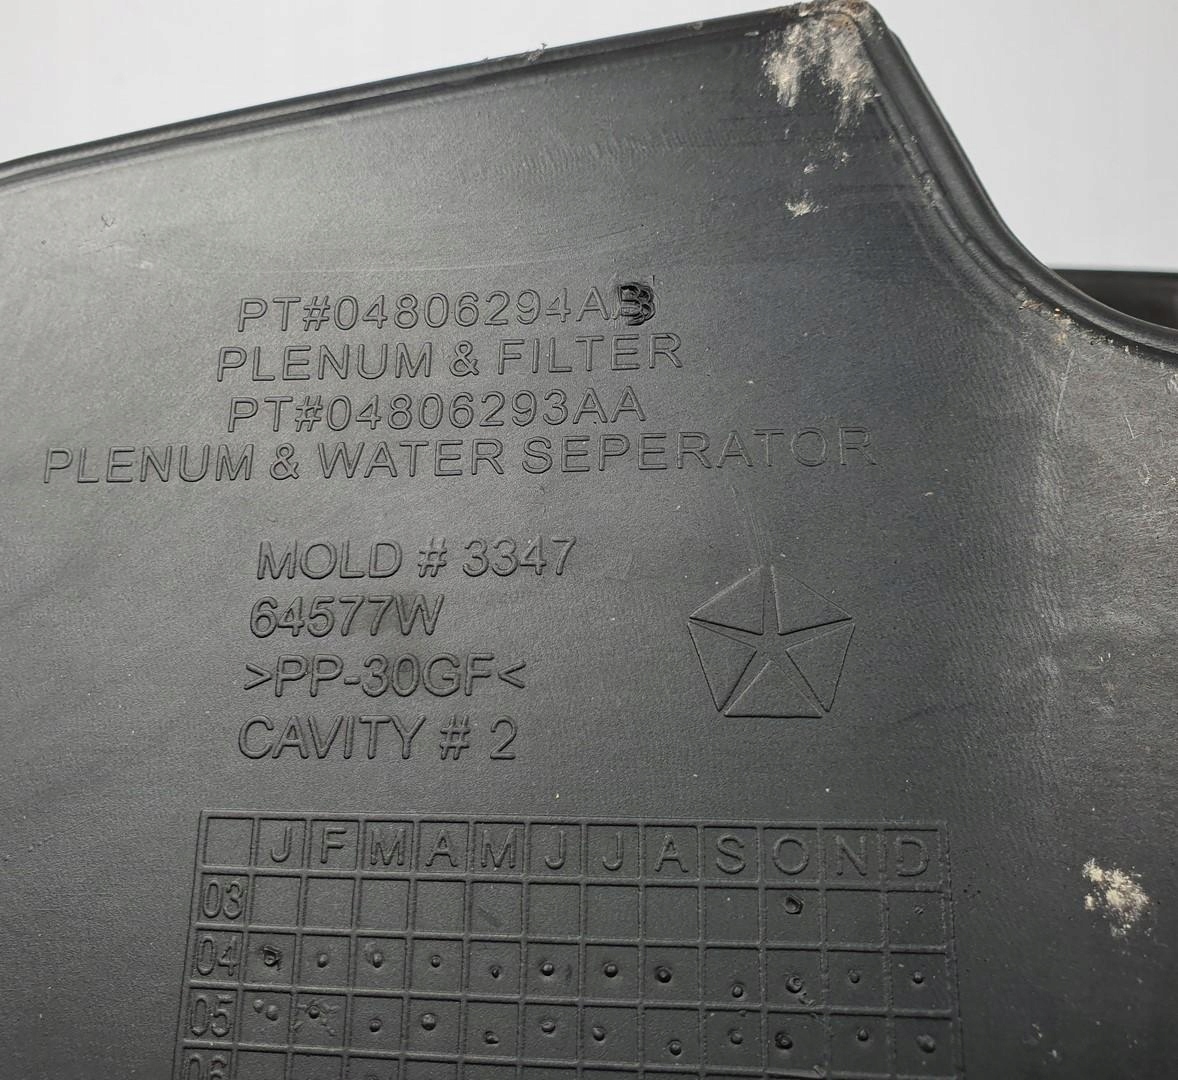 PT#04806294AB
PLENUM & FILTER
PT#04806293AA
PLENUM & WATER SEPERATOR
MOLD # 3347
64577W
>PP-30GF<
CAVITY # 2
J F M A M J J A S O N D
03
04
05